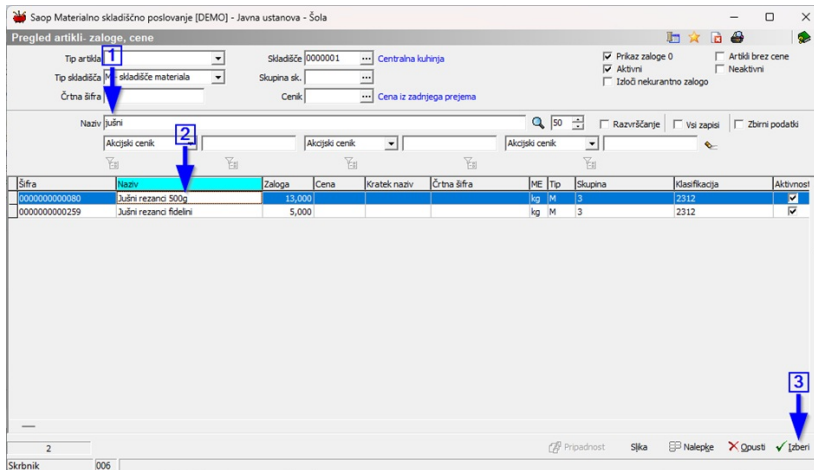 Saop Materialno skladiščno poslovanje [DEMO] - Javna ustanova - Šola
Pregled artikli- zaloge, cene
Tip artikla
1
Skladišče 0000001 ... Centralna kuhinja
Prikaz zaloge 0
Artikli brez cene
Tip skladišča M - skladišče materiala
Skupina sk. ...
Aktivni
Neaktivni
Izloči nekurantno zalogo
Črtna šifra
Cenik ... Cena iz zadnjega prejema
Naziv jušni
50
Razvrščanje
Vsi zapisi
Zbirni podatki
2
Akcijski cenik
Akcijski cenik
Akcijski cenik
Šifra Naziv Zaloga Cena Kratek naziv Črtna šifra ME Tip Skupina Klasifikacija Aktivnost
0000000000080 Jušni rezanci 500g 13,000 kg M 3 2312
0000000000259 Jušni rezanci fidelini 5,000 kg M 3 2312
3
2
Pripadnost Slika Nalepke Opusti Izberi
Skrbnik 006